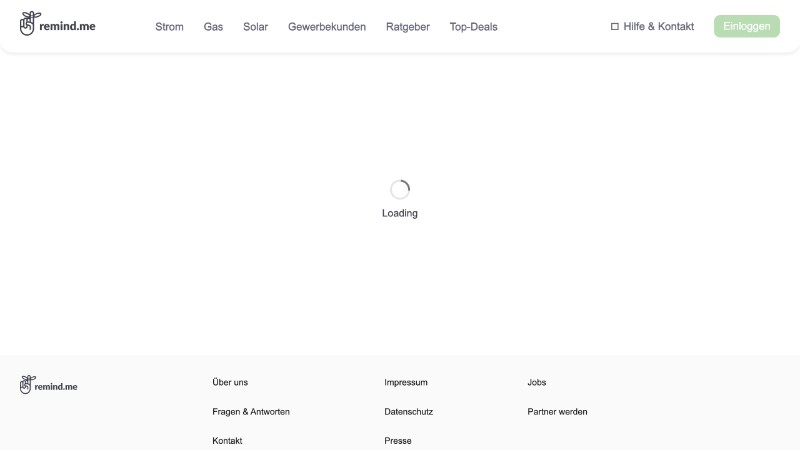 remind.me
Strom Gas Solar Gewerbekunden Ratgeber Top-Deals Hilfe & Kontakt Einloggen
Loading
remind.me
Über uns Impressum Jobs
Fragen & Antworten Datenschutz Partner werden
Kontakt Presse